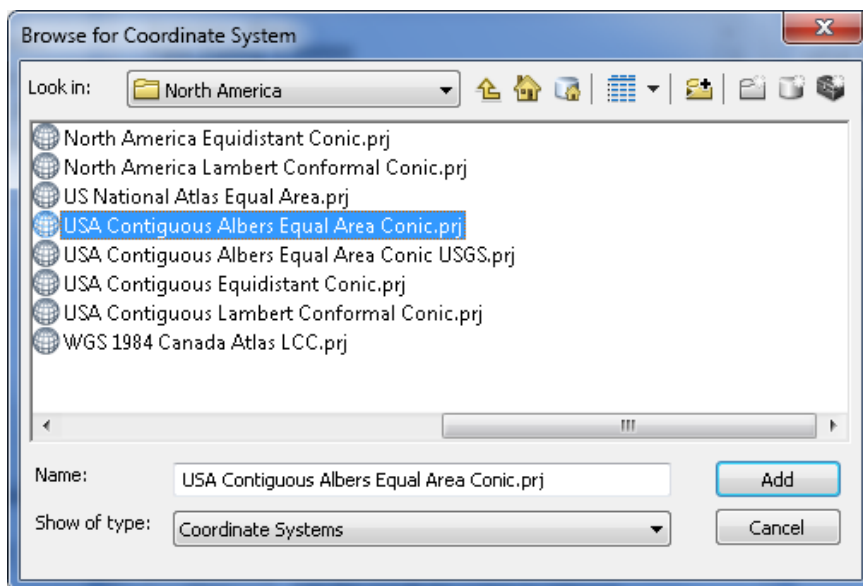 Browse for Coordinate System
Look in: North America
North America Equidistant Conic.prj
North America Lambert Conformal Conic.prj
US National Atlas Equal Area.prj
USA Contiguous Albers Equal Area Conic.prj
USA Contiguous Albers Equal Area Conic USGS.prj
USA Contiguous Equidistant Conic.prj
USA Contiguous Lambert Conformal Conic.prj
WGS 1984 Canada Atlas LCC.prj
Name: USA Contiguous Albers Equal Area Conic.prj Add
Show of type: Coordinate Systems Cancel